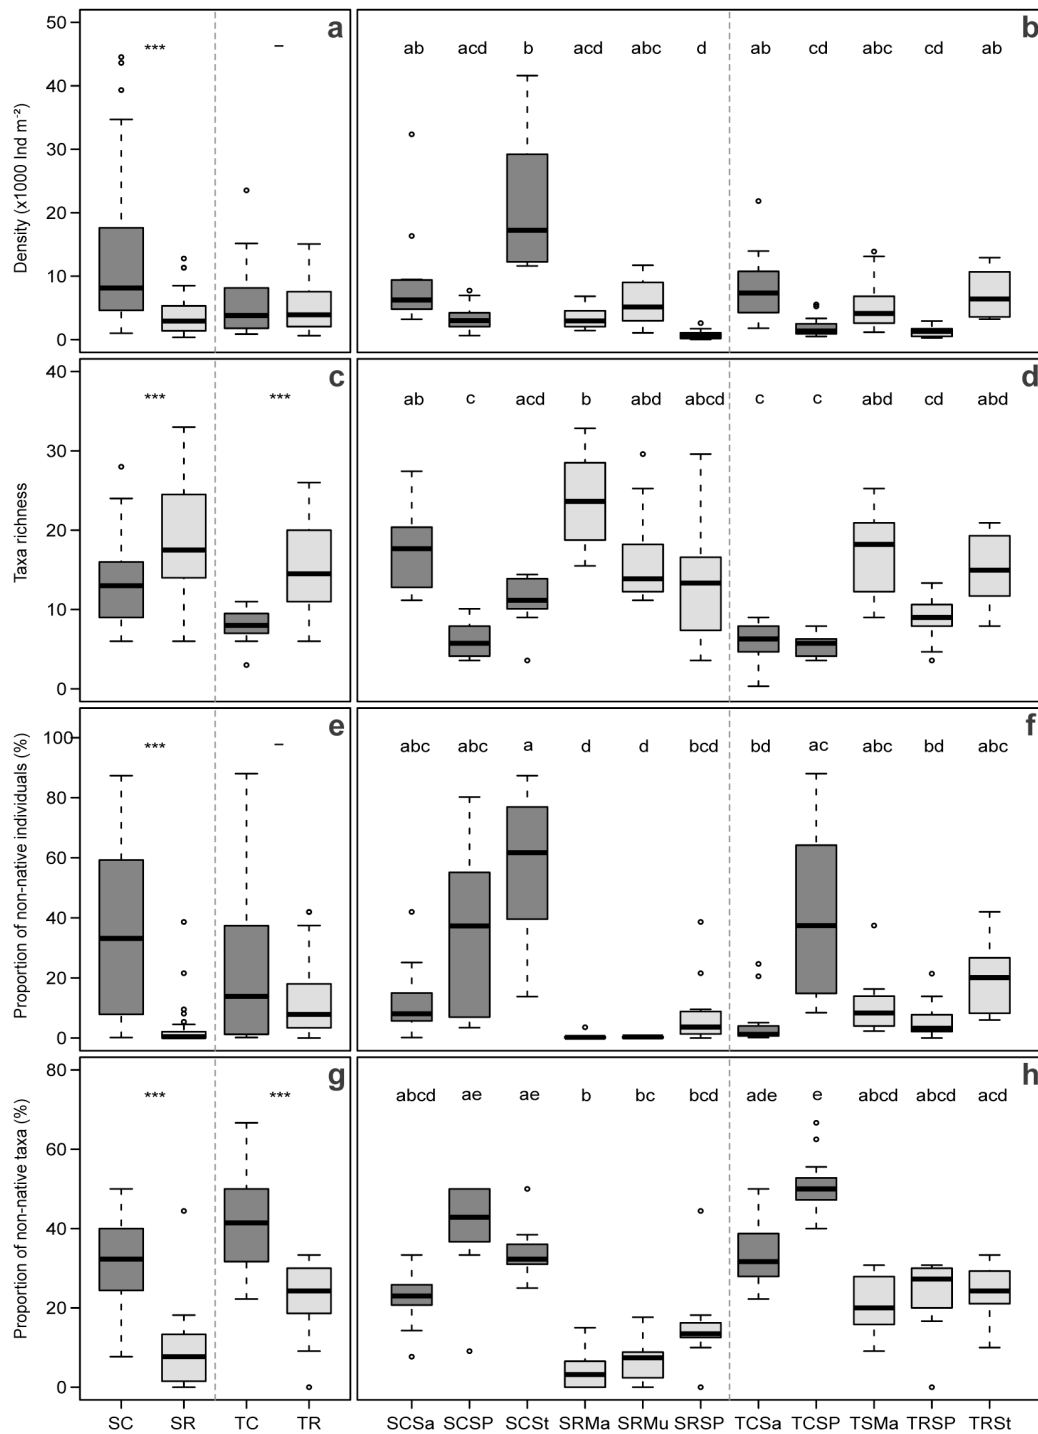 a
b
*** –
ab acd b acd abc d ab cd abc cd ab
Density (x1000 Ind m⁻²)
50
40
30
20
10
0
c
d
*** ***
ab c acd b abd abcd c c abd cd abd
Taxa richness
40
30
20
10
0
e
f
*** –
abc abc a d d bcd bd ac abc bd abc
Proportion of non-native individuals (%)
100
80
60
40
20
0
g
h
*** ***
abcd ae ae b bc bcd ade e abcd abcd acd
Proportion of non-native taxa (%)
80
60
40
20
0
SC SR TC TR SCSa SCSP SCSt SRMa SRMu SRSP TCSa TCSP TSMa TRSP TRSt